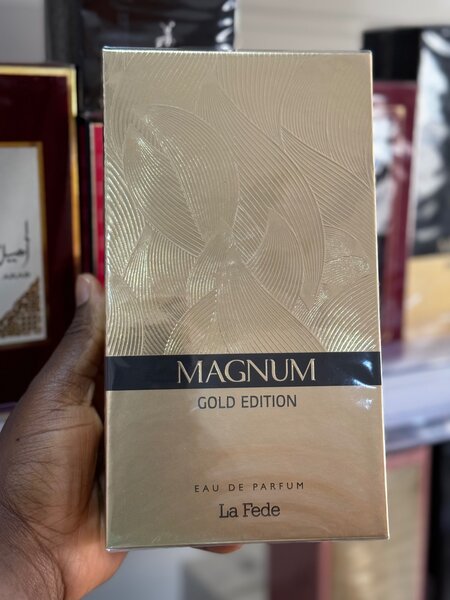 MAGNUM
GOLD EDITION
EAU DE PARFUM
La Fede